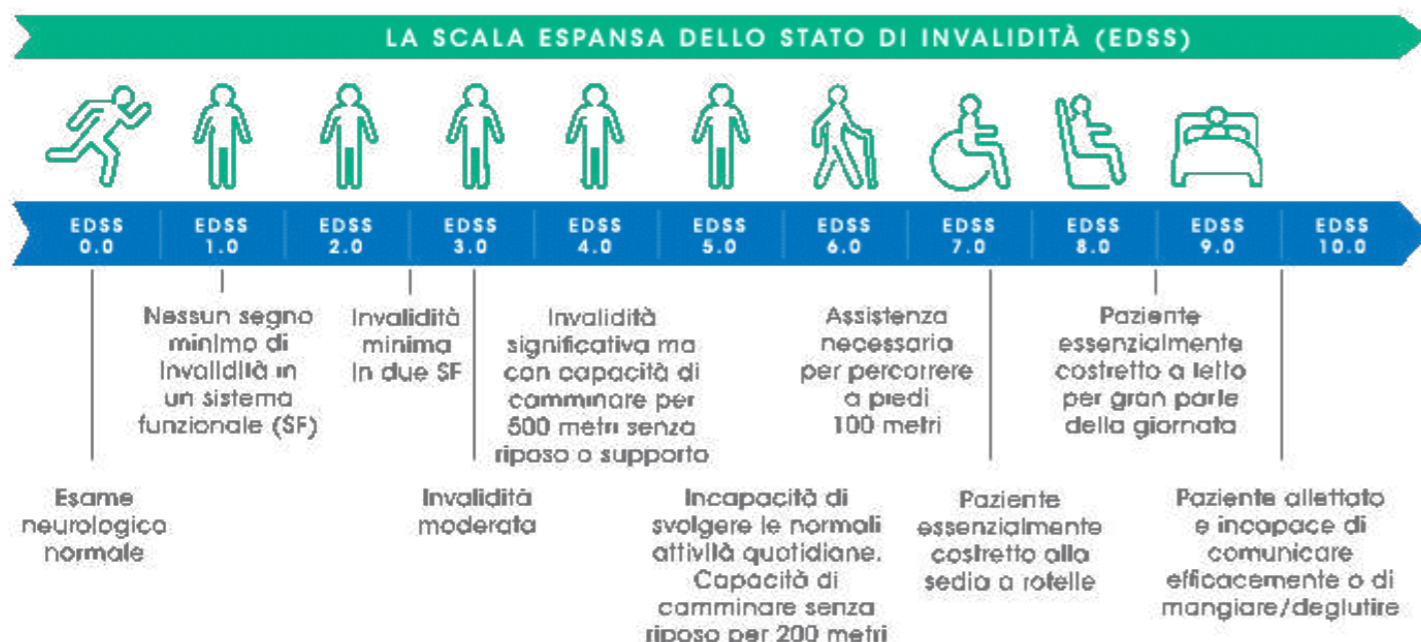 LA SCALA ESPANSA DELLO STATO DI INVALIDITÀ (EDSS)
EDSS 0.0
EDSS 1.0
EDSS 2.0
EDSS 3.0
EDSS 4.0
EDSS 5.0
EDSS 6.0
EDSS 7.0
EDSS 8.0
EDSS 9.0
EDSS 10.0
Nessun segno
minimo di
invalidità in
un sistema
funzionale (SF)
Invalidità
minima
in due SF
Invalidità
significativa ma
con capacità di
camminare per
500 metri senza
riposo o supporto
Assistenza
necessaria
per percorrere
a piedi
100 metri
Paziente
essenzialmente
costretto a letto
per gran parte
della giornata
Esame
neurologico
normale
Invalidità
moderata
Incapacità di
svolgere le normali
attività quotidiane.
Capacità di
camminare senza
riposo per 200 metri
Paziente
essenzialmente
costretto alla
sedia a rotelle
Paziente allettato
e incapace di
comunicare
efficacemente o di
mangiare/deglutire